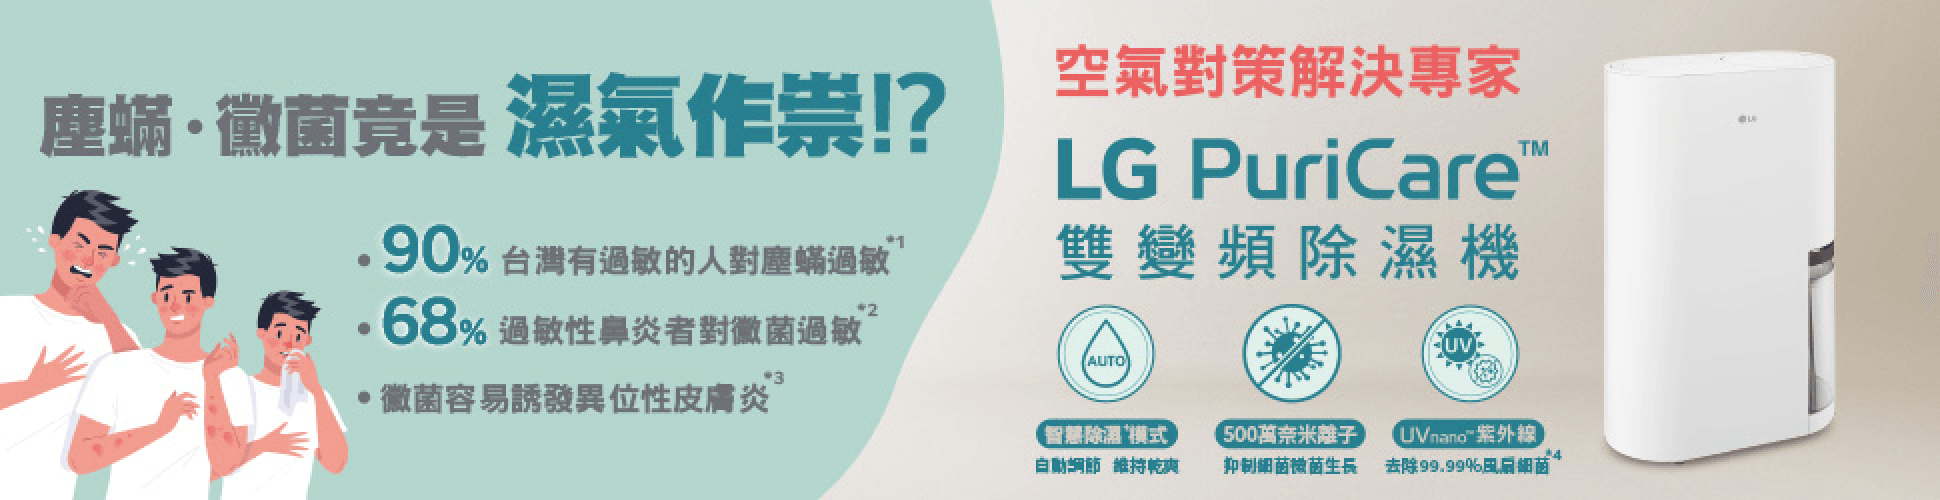 塵蟎·黴菌竟是 濕氣作祟!?
• 90% 台灣有過敏的人對塵蟎過敏*1
• 68% 過敏性鼻炎者對黴菌過敏*2
• 黴菌容易誘發異位性皮膚炎*3
空氣對策解決專家
LG PuriCare™
雙變頻除濕機
AUTO
UV
智慧除濕+模式
自動調節 維持乾爽
500萬奈米離子
抑制細菌黴菌生長
UVnano™紫外線
去除99.99%風扇細菌*4
LG